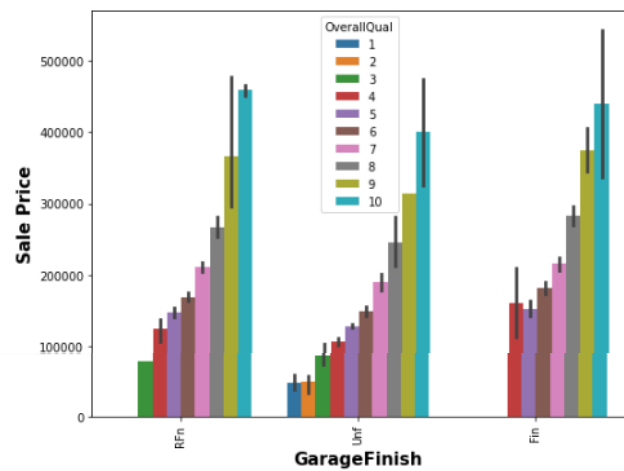 OverallQual
1
2
3
4
5
6
7
8
9
10
500000
400000
300000
200000
100000
0
Sale Price
RFn
Unf
Fin
GarageFinish